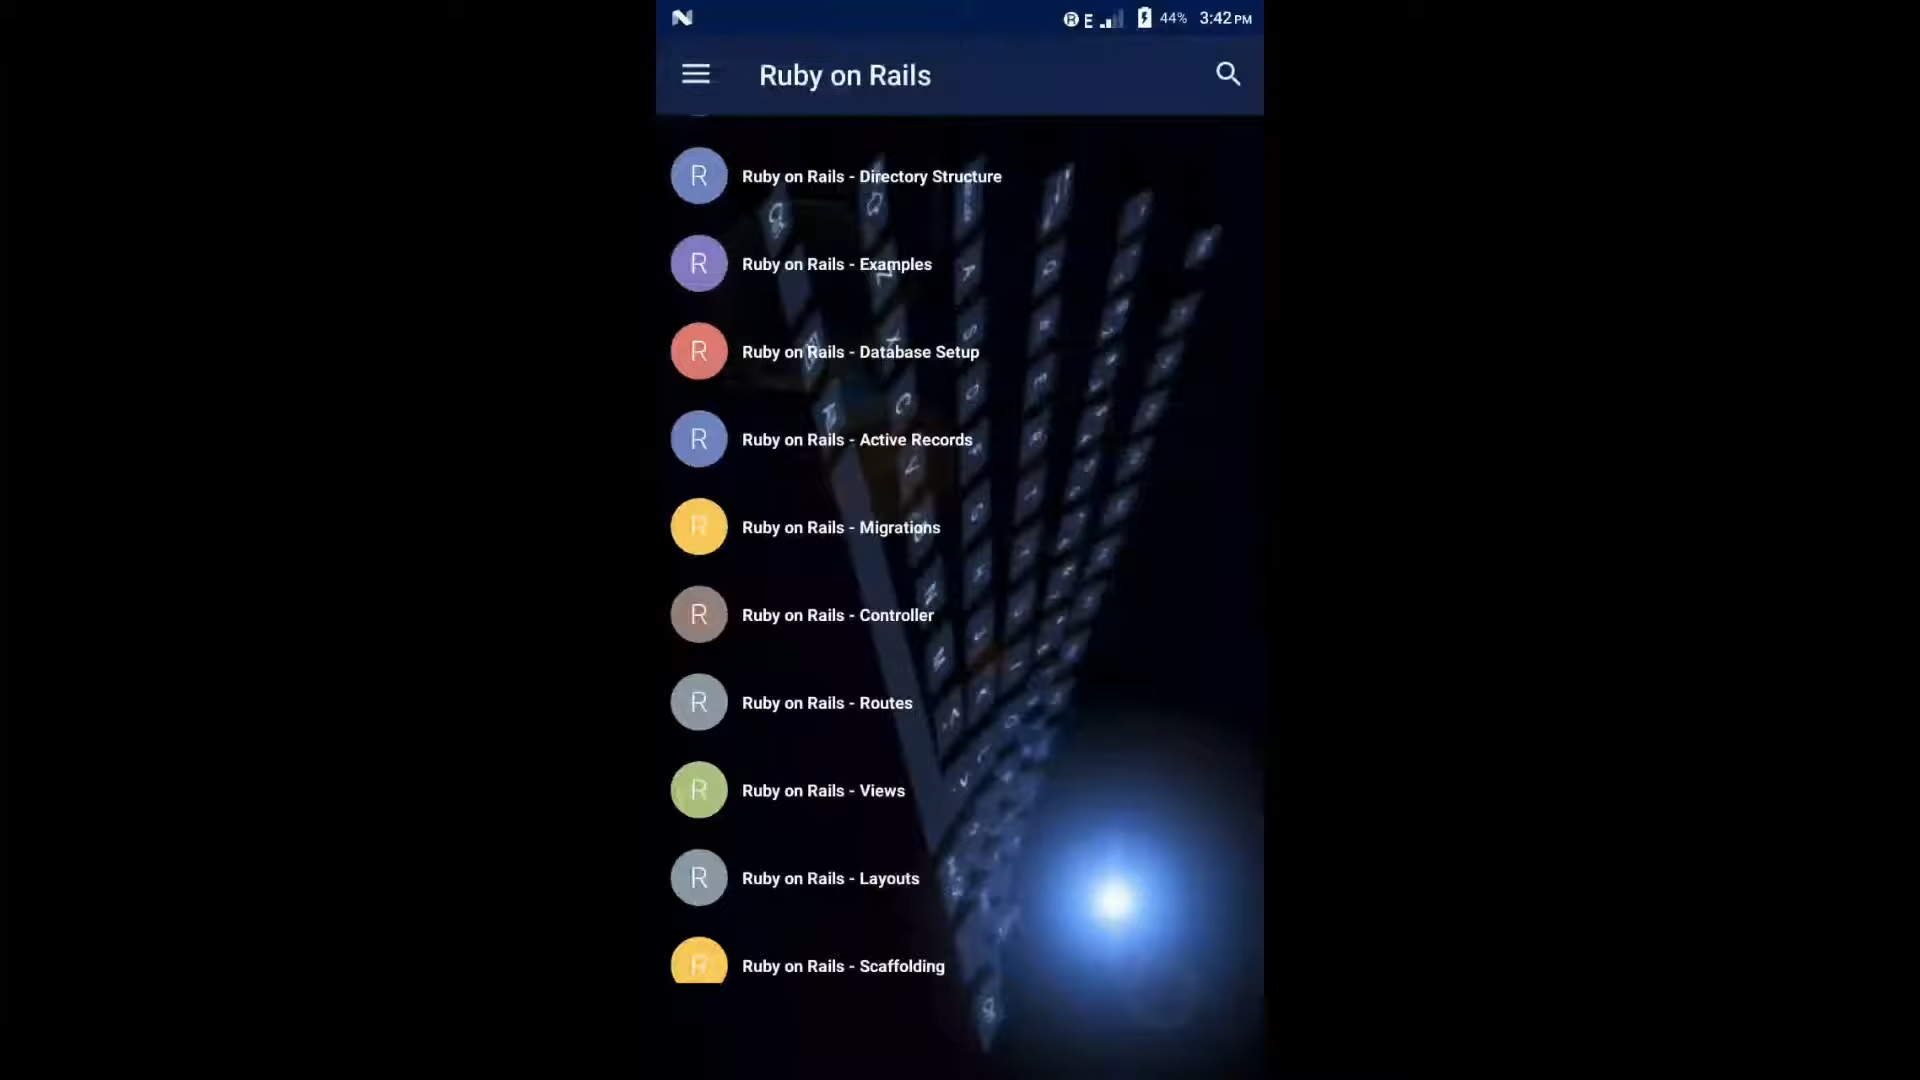 R E 44% 3:42 PM
Ruby on Rails
R Ruby on Rails - Directory Structure
R Ruby on Rails - Examples
R Ruby on Rails - Database Setup
R Ruby on Rails - Active Records
R Ruby on Rails - Migrations
R Ruby on Rails - Controller
R Ruby on Rails - Routes
R Ruby on Rails - Views
R Ruby on Rails - Layouts
R Ruby on Rails - Scaffolding